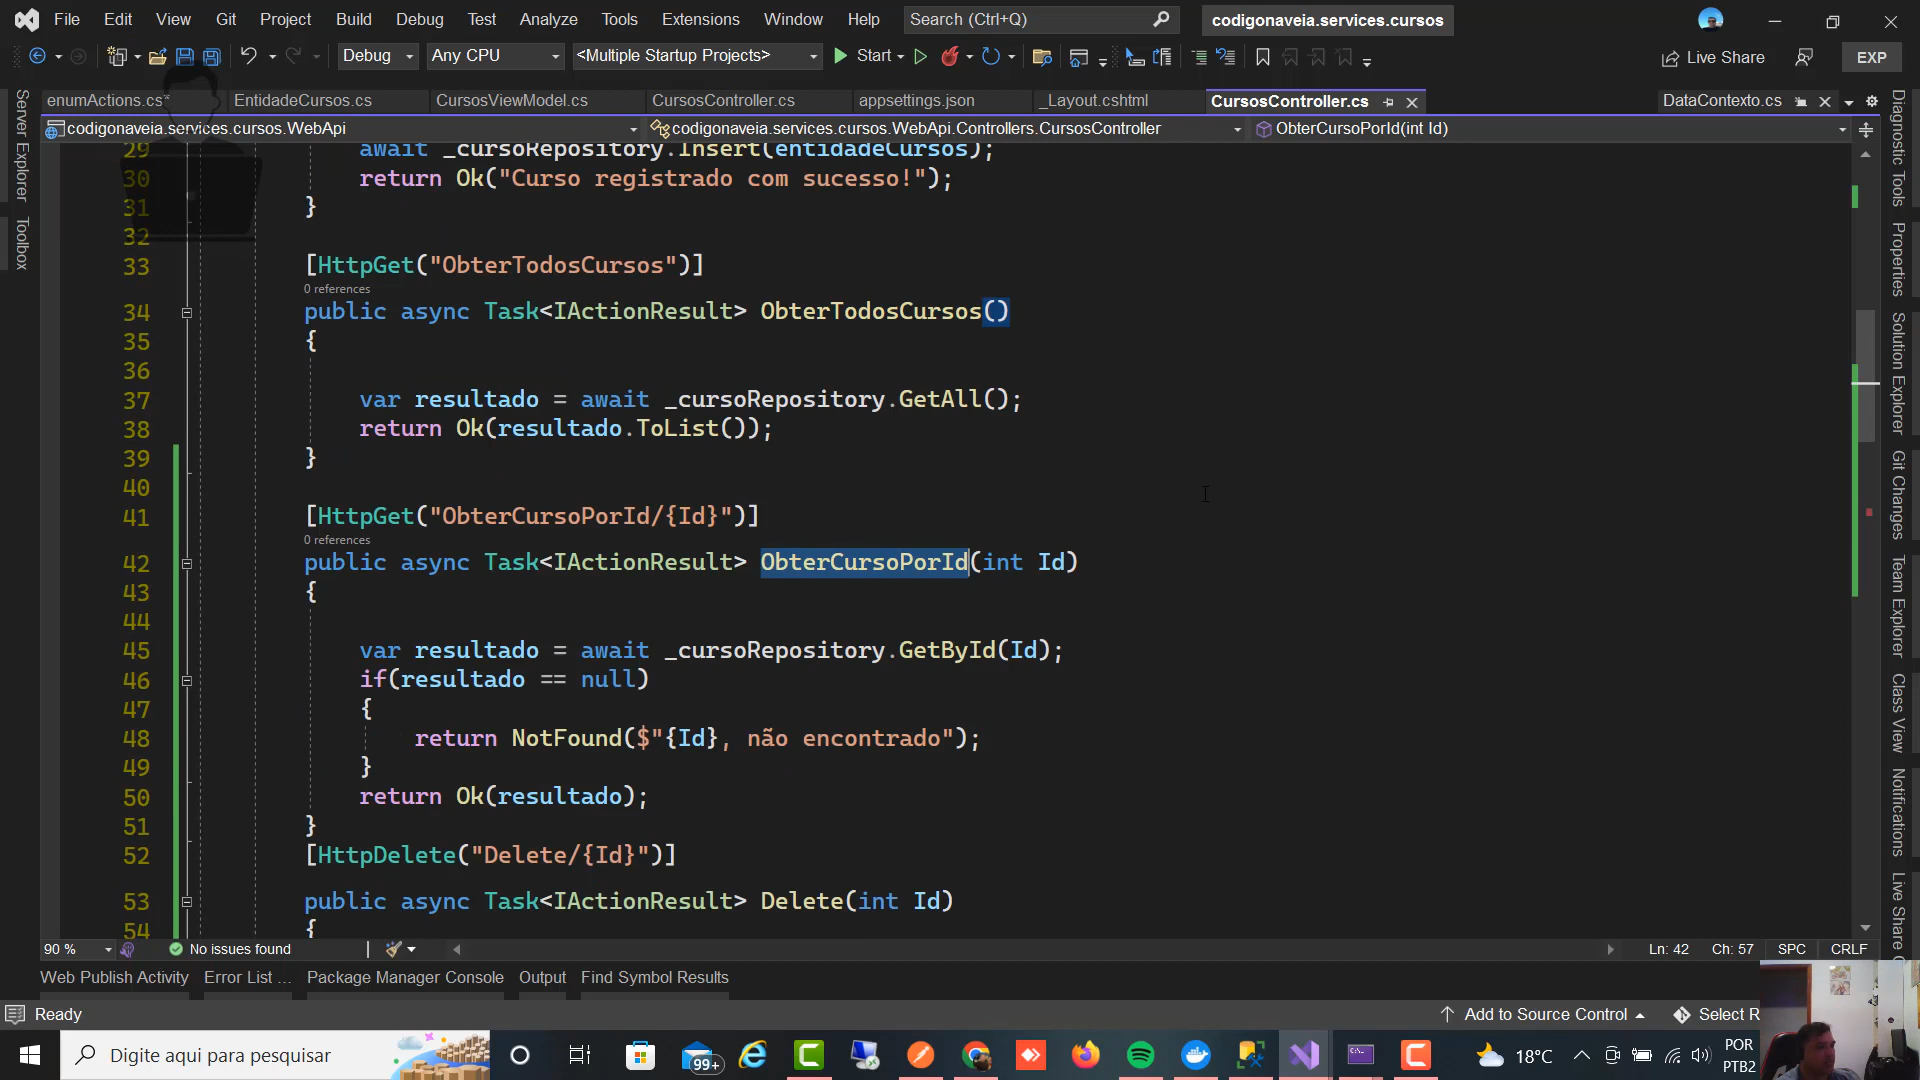 File Edit View Git Project Build Debug Test Analyze Tools Extensions Window Help Search (Ctrl+Q) codigonaveia.services.cursos
Debug Any CPU <Multiple Startup Projects> Start Live Share EXP
enumActions.cs* EntidadeCursos.cs CursosViewModel.cs CursosController.cs appsettings.json _Layout.cshtml CursosController.cs DataContexto.cs
codigonaveia.services.cursos.WebApi codigonaveia.services.cursos.WebApi.Controllers.CursosController ObterCursoPorId(int Id)
29 await _cursoRepository.Insert(entidadeCursos);
30 return Ok("Curso registrado com sucesso!");
31 }
32
33 [HttpGet("ObterTodosCursos")]
0 references
34 public async Task<IActionResult> ObterTodosCursos()
35 {
36
37 var resultado = await _cursoRepository.GetAll();
38 return Ok(resultado.ToList());
39 }
40
41 [HttpGet("ObterCursoPorId/{Id}")]
0 references
42 public async Task<IActionResult> ObterCursoPorId(int Id)
43 {
44
45 var resultado = await _cursoRepository.GetById(Id);
46 if(resultado == null)
47 {
48 return NotFound($"{Id}, não encontrado");
49 }
50 return Ok(resultado);
51 }
52 [HttpDelete("Delete/{Id}")]
53 public async Task<IActionResult> Delete(int Id)
54 {
Server Explorer
Toolbox
Diagnostic Tools
Properties
Solution Explorer
Git Changes
Team Explorer
Class View
Notifications
Live Share
90 % No issues found Ln: 42 Ch: 57 SPC CRLF
Web Publish Activity Error List ... Package Manager Console Output Find Symbol Results
Ready Add to Source Control Select R
Digite aqui para pesquisar 99+ 18°C POR
PTB2